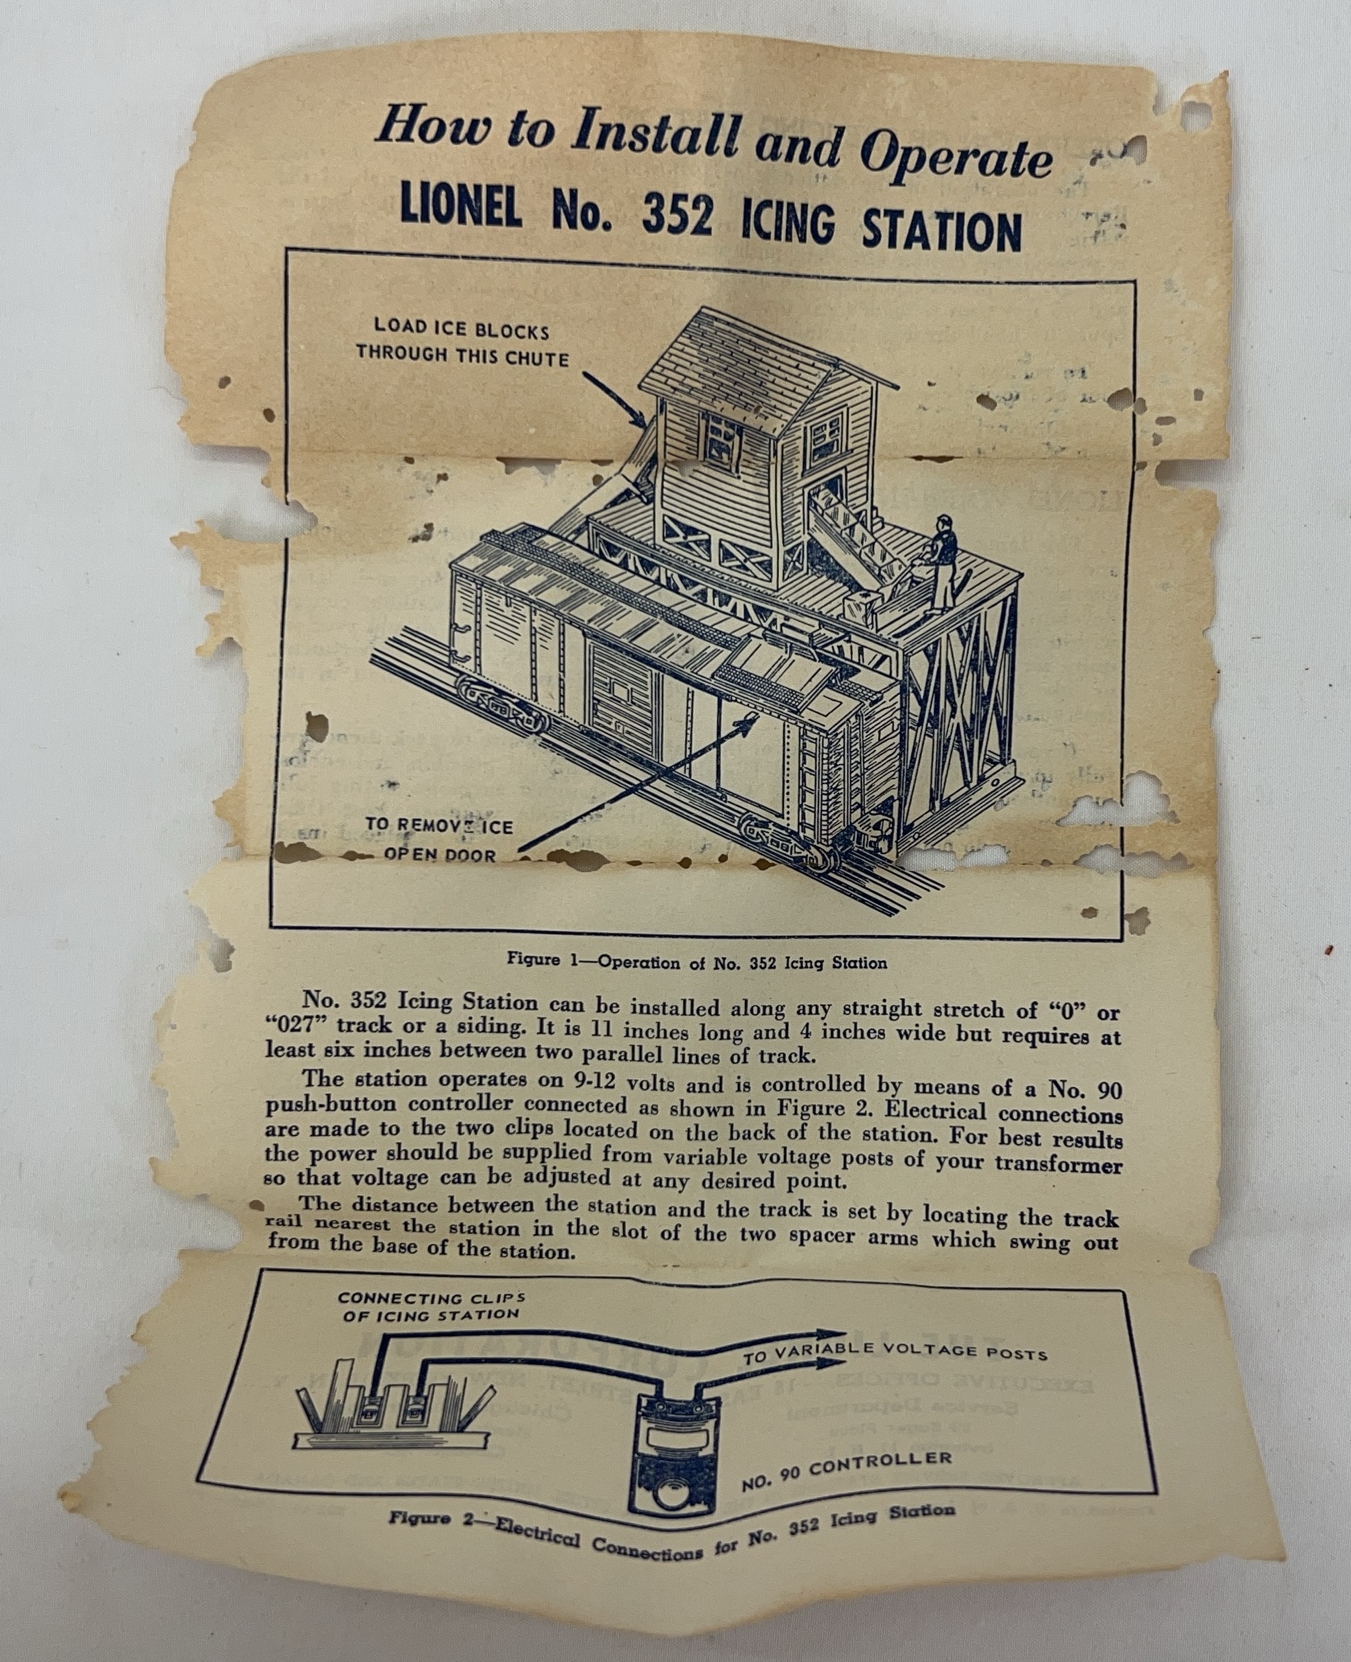 How to Install and Operate
LIONEL No. 352 ICING STATION
LOAD ICE BLOCKS
THROUGH THIS CHUTE
TO REMOVE ICE
OPEN DOOR
Figure 1—Operation of No. 352 Icing Station
No. 352 Icing Station can be installed along any straight stretch of “0” or
“027” track or a siding. It is 11 inches long and 4 inches wide but requires at
least six inches between two parallel lines of track.
The station operates on 9-12 volts and is controlled by means of a No. 90
push-button controller connected as shown in Figure 2. Electrical connections
are made to the two clips located on the back of the station. For best results
the power should be supplied from variable voltage posts of your transformer
so that voltage can be adjusted at any desired point.
The distance between the station and the track is set by locating the track
rail nearest the station in the slot of the two spacer arms which swing out
from the base of the station.
CONNECTING CLIPS
OF ICING STATION
TO VARIABLE VOLTAGE POSTS
NO. 90 CONTROLLER
Figure 2—Electrical Connections for No. 352 Icing Station